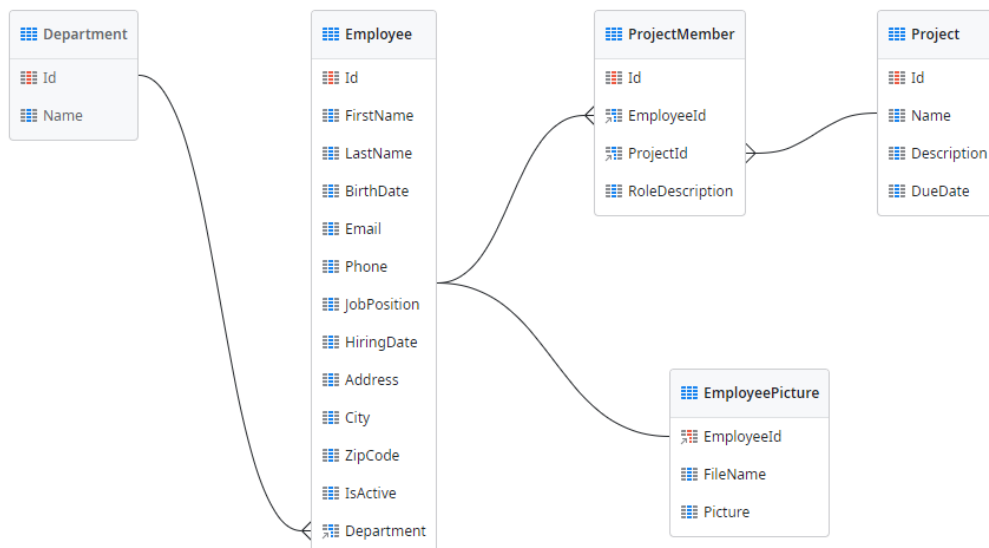 Department
Id
Name
Employee
Id
FirstName
LastName
BirthDate
Email
Phone
JobPosition
HiringDate
Address
City
ZipCode
IsActive
Department
ProjectMember
Id
EmployeeId
ProjectId
RoleDescription
Project
Id
Name
Description
DueDate
EmployeePicture
EmployeeId
FileName
Picture